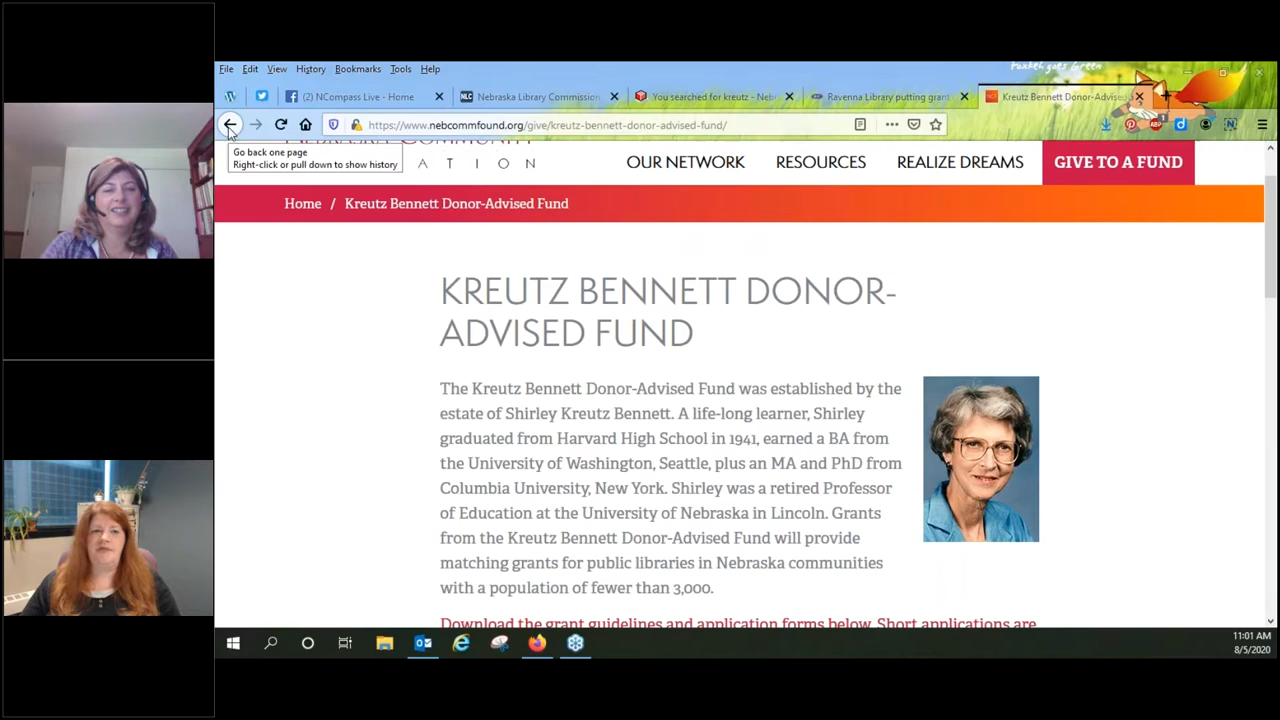 foxkeh goes Green
File Edit View History Bookmarks Tools Help
(2) NCompass Live - Home
Nebraska Library Commission
You searched for kreutz - Neb
Ravenna Library putting grant
Kreutz Bennett Donor-Advised
https://www.nebcommfound.org/give/kreutz-bennett-donor-advised-fund/
Go back one page
Right-click or pull down to show history
ATION
OUR NETWORK RESOURCES REALIZE DREAMS GIVE TO A FUND
Home / Kreutz Bennett Donor-Advised Fund
KREUTZ BENNETT DONOR-
ADVISED FUND
The Kreutz Bennett Donor-Advised Fund was established by the
estate of Shirley Kreutz Bennett. A life-long learner, Shirley
graduated from Harvard High School in 1941, earned a BA from
the University of Washington, Seattle, plus an MA and PhD from
Columbia University, New York. Shirley was a retired Professor
of Education at the University of Nebraska in Lincoln. Grants
from the Kreutz Bennett Donor-Advised Fund will provide
matching grants for public libraries in Nebraska communities
with a population of fewer than 3,000.
Download the grant guidelines and application forms below. Short applications are
11:01 AM
8/5/2020